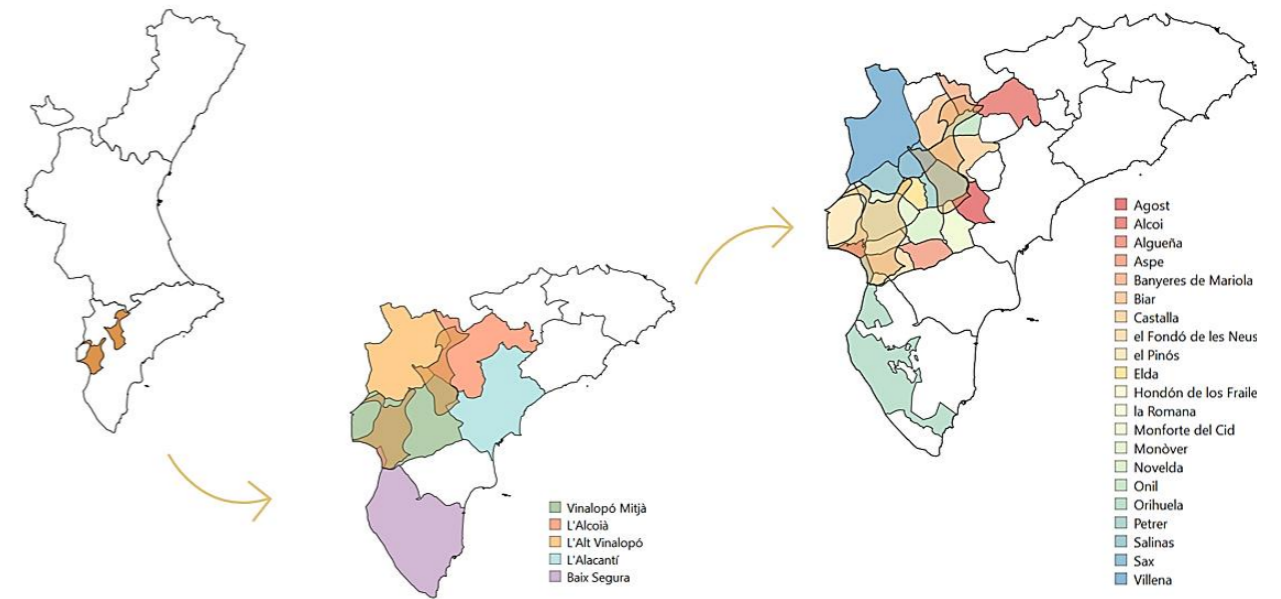 Vinalopó Mitjà
L'Alcoià
L'Alt Vinalopó
L'Alacantí
Baix Segura
Agost
Alcoi
Algueña
Aspe
Banyeres de Mariola
Biar
Castalla
el Fondó de les Neus
el Pinós
Elda
Hondón de los Fraile
la Romana
Monforte del Cid
Monòver
Novelda
Onil
Orihuela
Petrer
Salinas
Sax
Villena